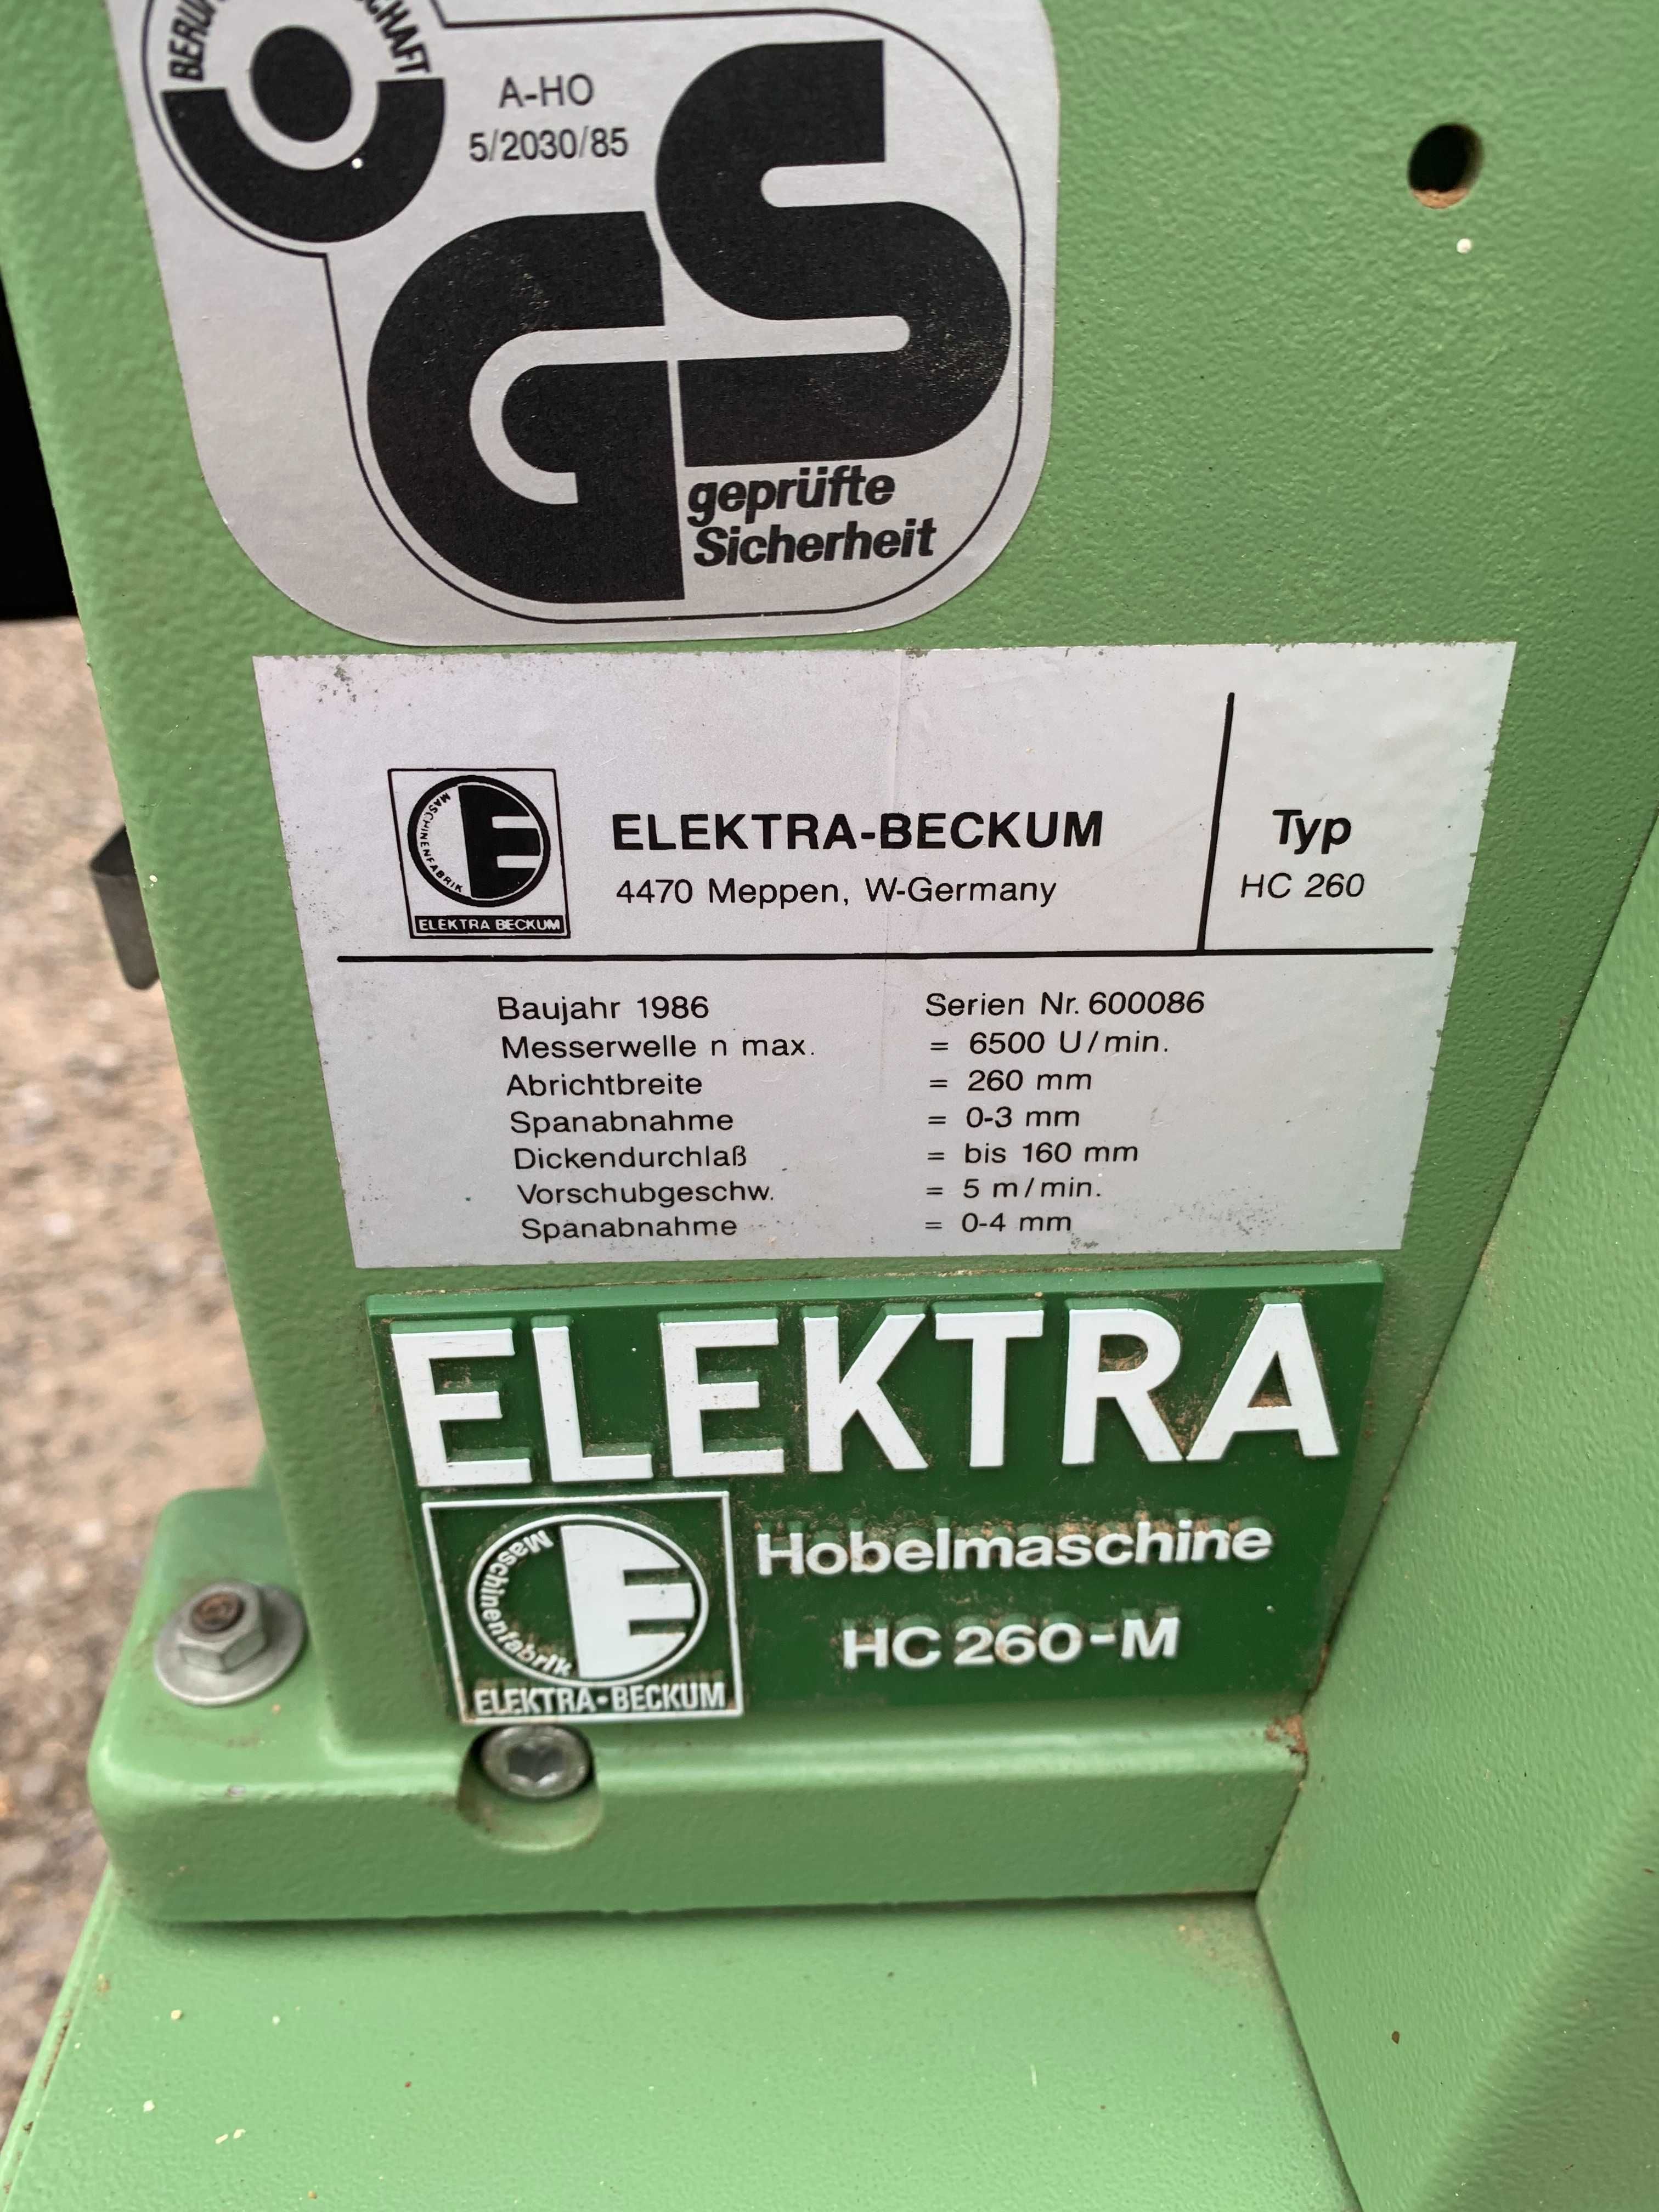 A-HO
5/2030/85
GS
geprüfte
Sicherheit
MASCHINENFABRIK
E
ELEKTRA BECKUM
ELEKTRA-BECKUM
4470 Meppen, W-Germany
Typ
HC 260
Baujahr 1986 Serien Nr. 600086
Messerwelle n max. = 6500 U/min.
Abrichtbreite = 260 mm
Spanabnahme = 0-3 mm
Dickendurchlaß = bis 160 mm
Vorschubgeschw. = 5 m/min.
Spanabnahme = 0-4 mm
ELEKTRA
Maschinenfabrik
E
ELEKTRA•BECKUM
Hobelmaschine
HC 260-M